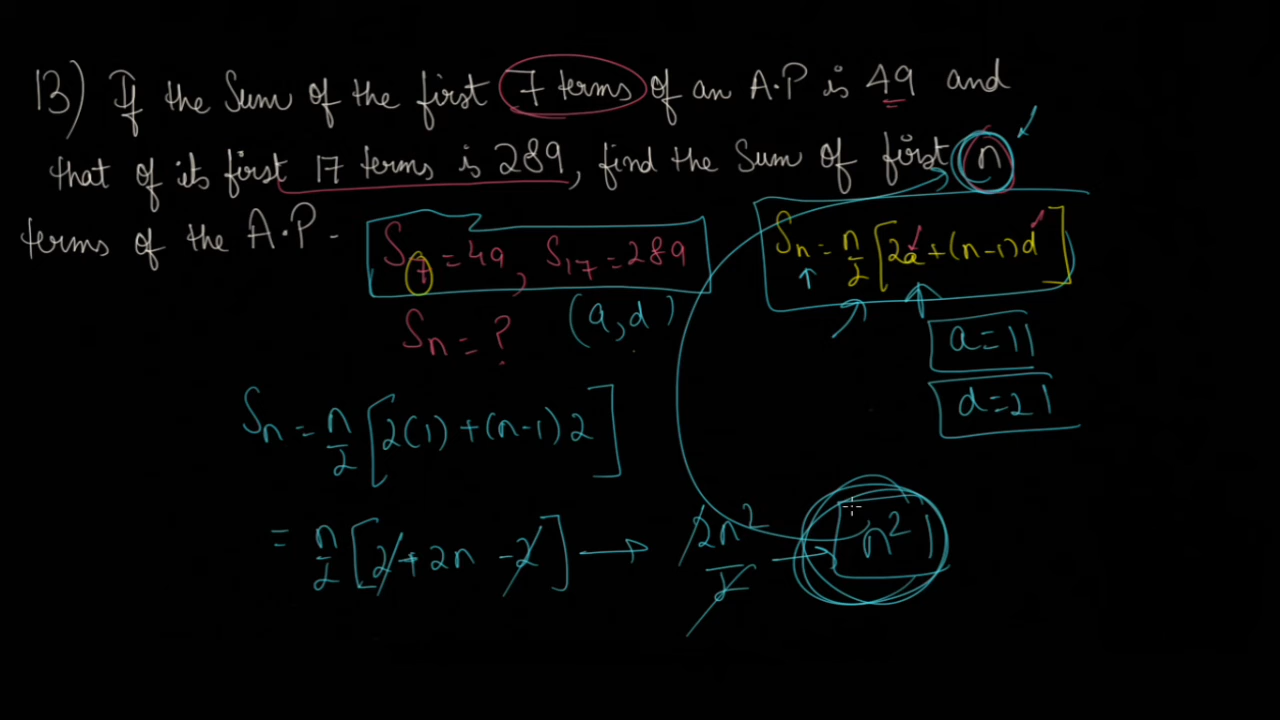 13) If the Sum of the first 7 terms of an A.P is 49 and
that of its first 17 terms is 289, find the Sum of first n
terms of the A.P.
S₇ = 49, S₁₇ = 289
Sₙ = n/2 [2a + (n-1)d]
Sₙ = ?
(a, d)
a = 1
d = 2
Sₙ = n/2 [2(1) + (n-1) 2]
= n/2 [2 + 2n - 2] → 2n²/2 → n²